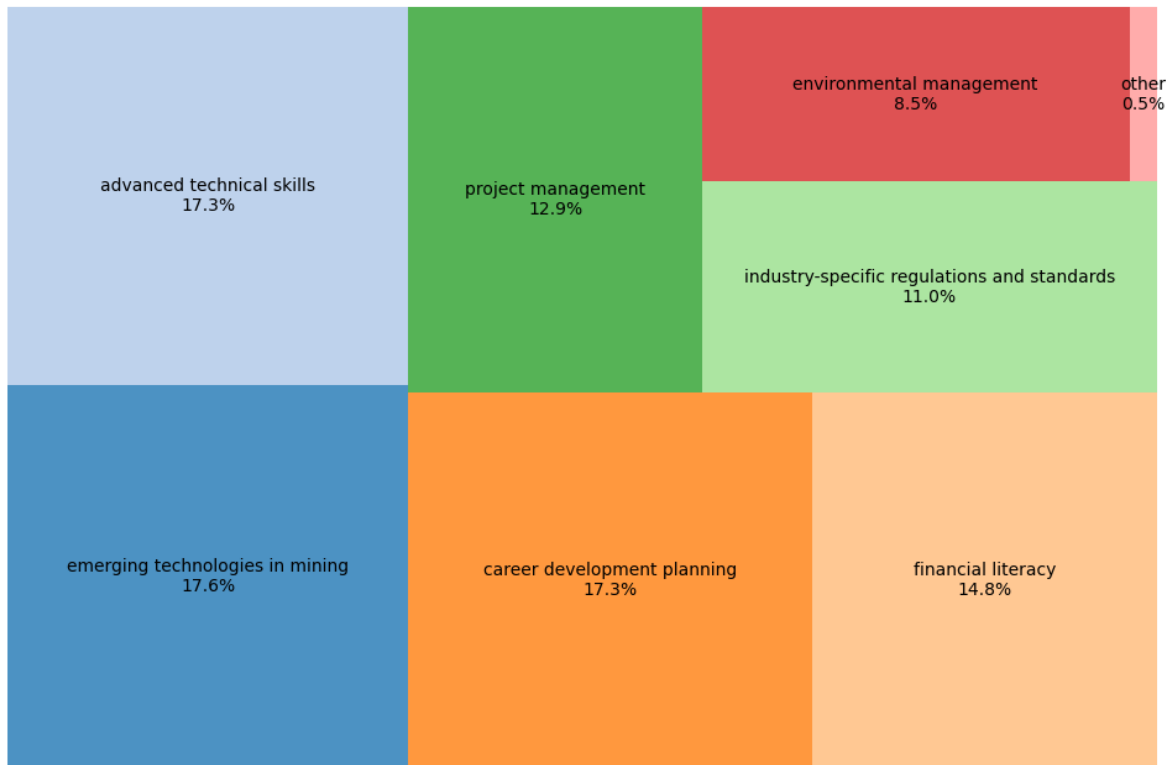 advanced technical skills
17.3%
project management
12.9%
environmental management
8.5%
other
0.5%
industry-specific regulations and standards
11.0%
emerging technologies in mining
17.6%
career development planning
17.3%
financial literacy
14.8%